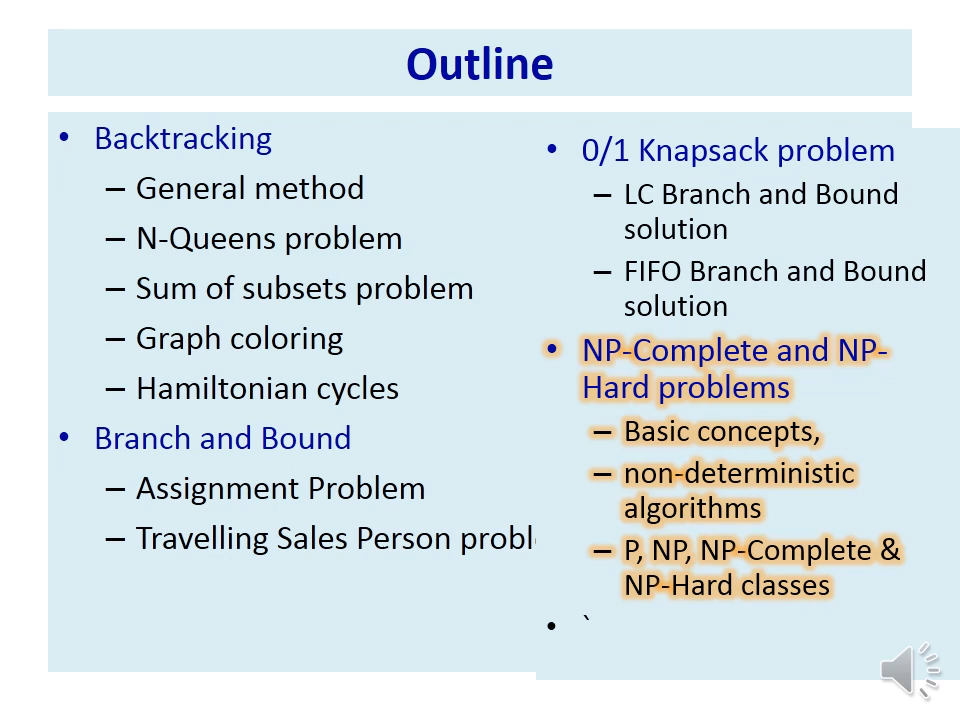 Outline
• Backtracking
– General method
– N-Queens problem
– Sum of subsets problem
– Graph coloring
– Hamiltonian cycles
• Branch and Bound
– Assignment Problem
– Travelling Sales Person probl
• 0/1 Knapsack problem
– LC Branch and Bound
solution
– FIFO Branch and Bound
solution
• NP-Complete and NP-
Hard problems
– Basic concepts,
– non-deterministic
algorithms
– P, NP, NP-Complete &
NP-Hard classes
• `